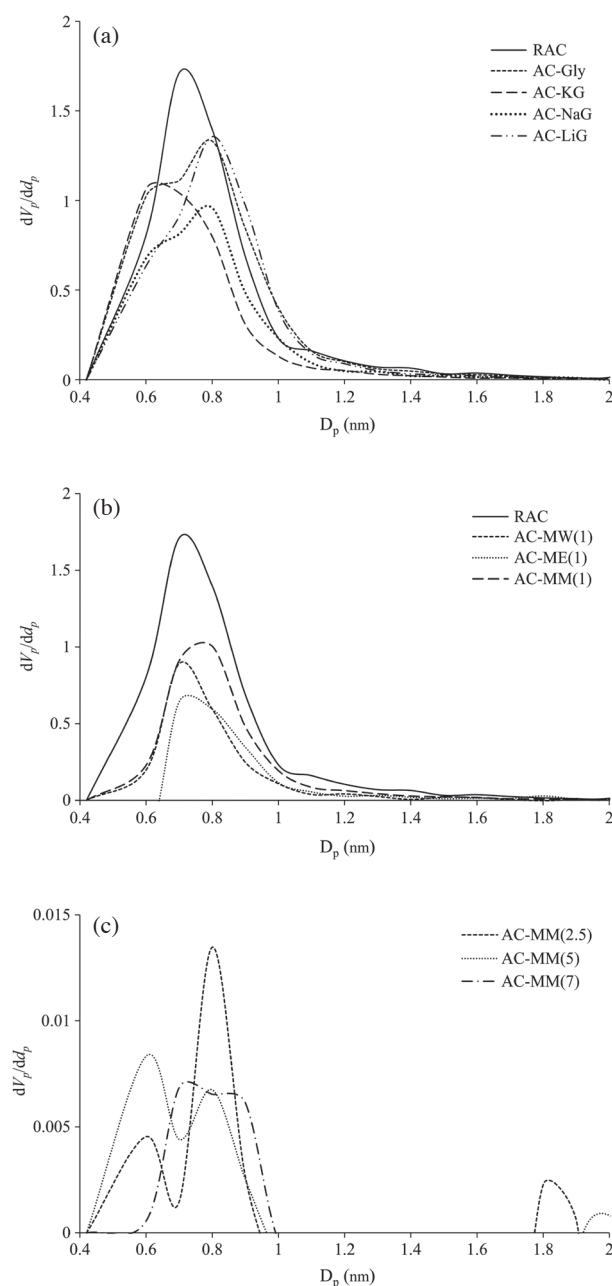 (a)
2
1.5
1
0.5
0
dVp/ddp
RAC
AC-Gly
AC-KG
AC-NaG
AC-LiG
0.4 0.6 0.8 1 1.2 1.4 1.6 1.8 2
Dp (nm)
(b)
2
1.5
1
0.5
0
dVp/ddp
RAC
AC-MW(1)
AC-ME(1)
AC-MM(1)
0.4 0.6 0.8 1 1.2 1.4 1.6 1.8 2
Dp (nm)
(c)
0.015
0.01
0.005
0
dVp/ddp
AC-MM(2.5)
AC-MM(5)
AC-MM(7)
0.4 0.6 0.8 1 1.2 1.4 1.6 1.8 2
Dp (nm)